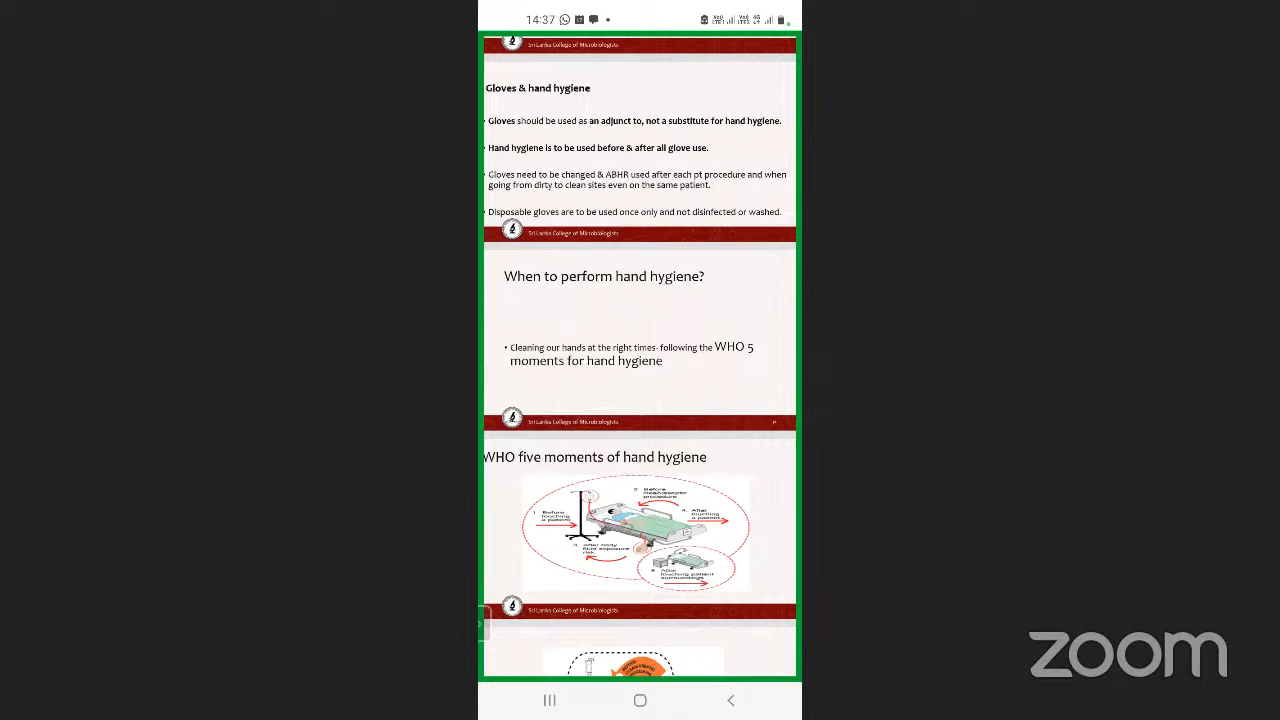 14:37
Sri Lanka College of Microbiologists
Gloves & hand hygiene
• Gloves should be used as an adjunct to, not a substitute for hand hygiene.
• Hand hygiene is to be used before & after all glove use.
• Gloves need to be changed & ABHR used after each pt procedure and when
going from dirty to clean sites even on the same patient.
• Disposable gloves are to be used once only and not disinfected or washed.
Sri Lanka College of Microbiologists
When to perform hand hygiene?
• Cleaning our hands at the right times- following the WHO 5
moments for hand hygiene
Sri Lanka College of Microbiologists
WHO five moments of hand hygiene
2 Before
clean/aseptic
procedure
1 Before
touching
a patient
4. After
touching
a patient
3. After body
fluid exposure
risk.
5 After
touching patient
surroundings
Sri Lanka College of Microbiologists
zoom